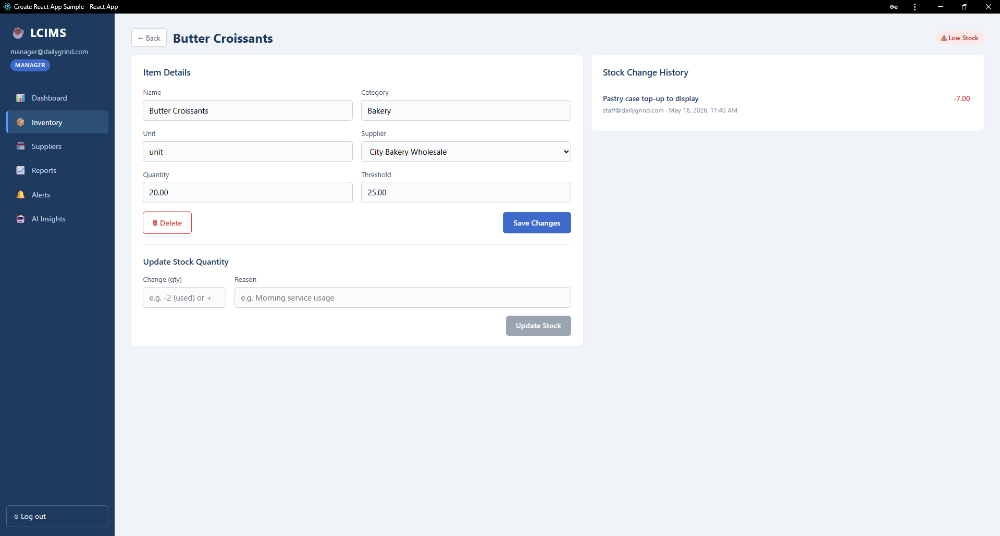 Create React App Sample - React App
LCIMS
manager@dailygrind.com
MANAGER
Dashboard
Inventory
Suppliers
Reports
Alerts
AI Insights
Log out
← Back
Butter Croissants
⚠ Low Stock
Item Details
Name
Category
Butter Croissants
Bakery
Unit
Supplier
unit
City Bakery Wholesale
Quantity
Threshold
20.00
25.00
Delete
Save Changes
Update Stock Quantity
Change (qty)
Reason
e.g. -2 (used) or +
e.g. Morning service usage
Update Stock
Stock Change History
Pastry case top-up to display
-7.00
staff@dailygrind.com · May 16, 2026, 11:40 AM